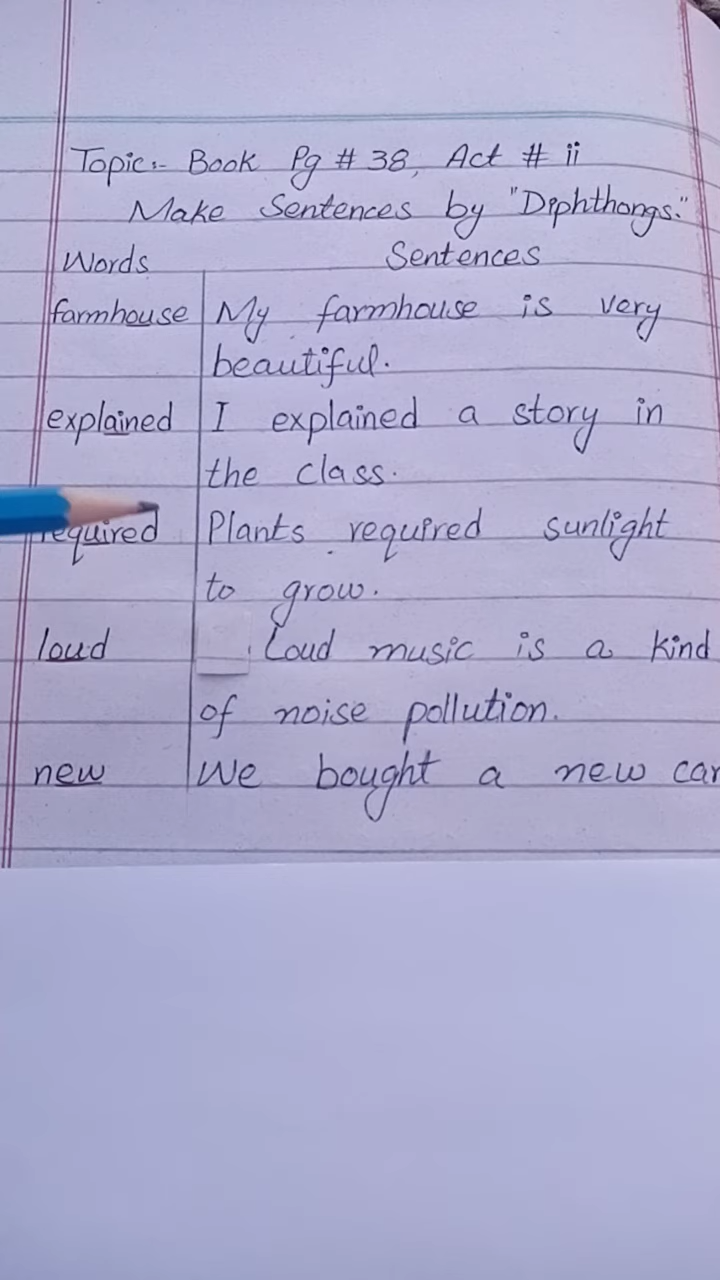 Topic:- Book Pg # 38, Act # ii
Make Sentences by "Diphthongs."
Words Sentences
farmhouse My farmhouse is very
beautiful.
explained I explained a story in
the class.
required Plants required sunlight
to grow.
loud Loud music is a kind
of noise pollution.
new We bought a new car